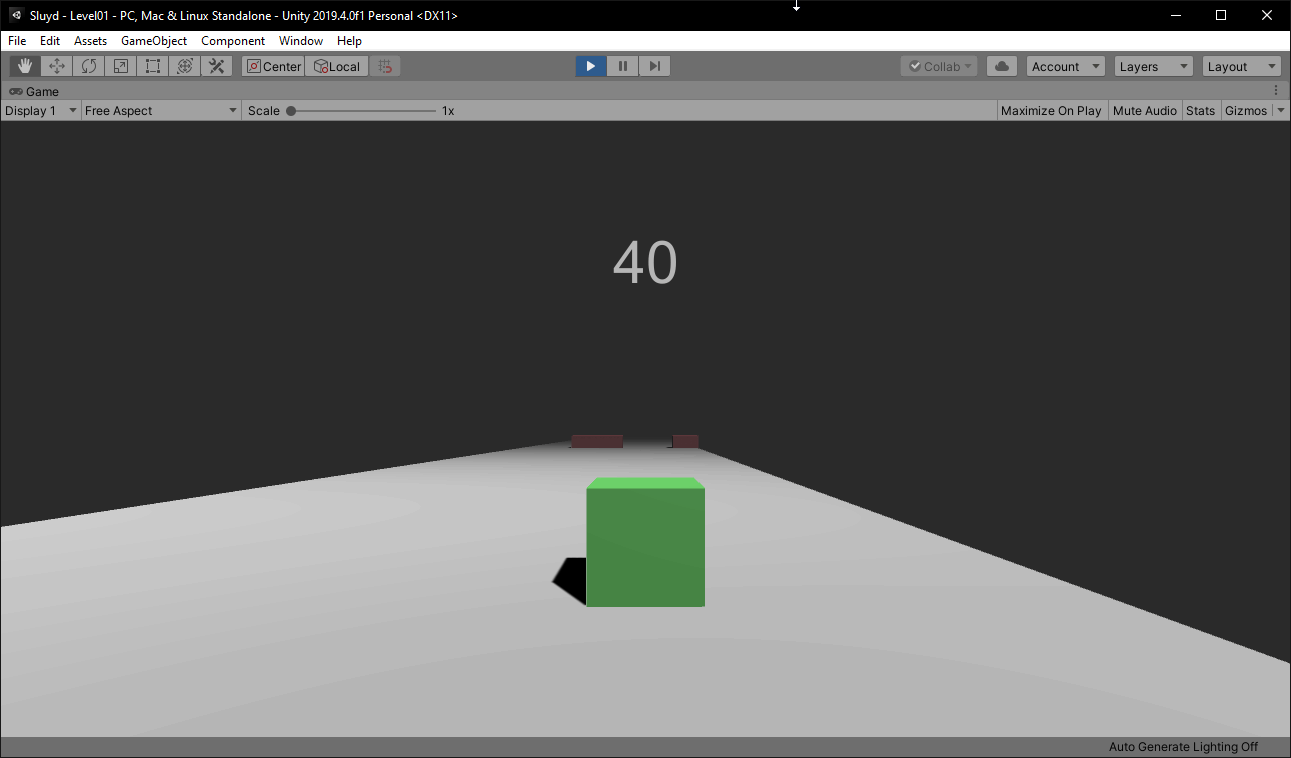 Sluyd - Level01 - PC, Mac & Linux Standalone - Unity 2019.4.0f1 Personal <DX11>
File Edit Assets GameObject Component Window Help
Center Local Collab Account Layers Layout
Game
Display 1 Free Aspect Scale 1x Maximize On Play Mute Audio Stats Gizmos
40
Auto Generate Lighting Off